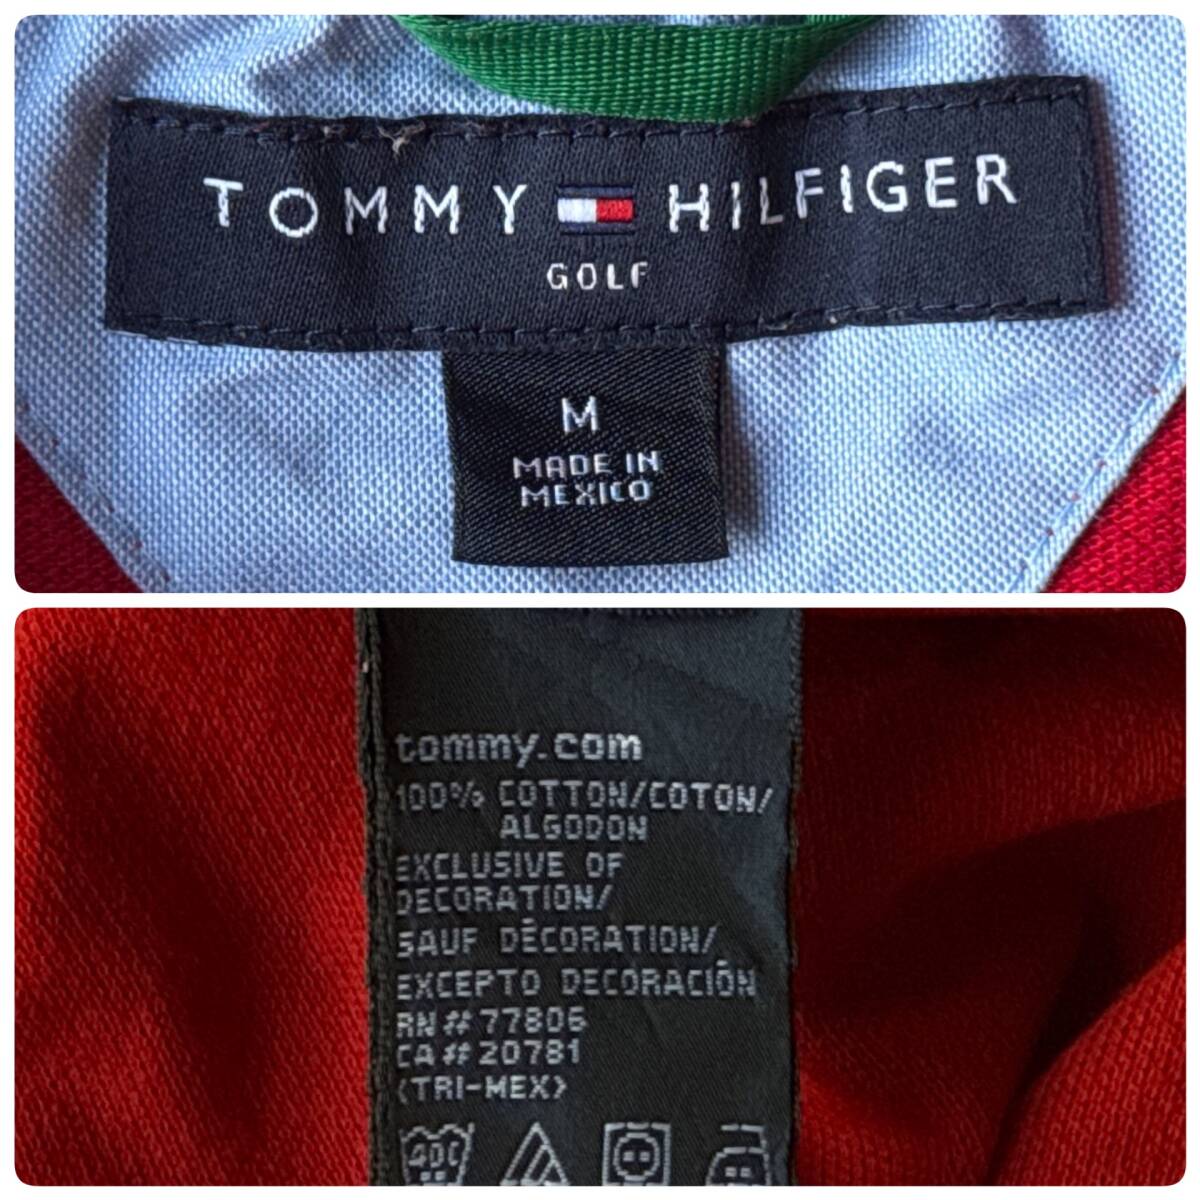 TOMMY HILFIGER
GOLF
M
MADE IN
MEXICO
tommy.com
100% COTTON/COTON/
ALGODON
EXCLUSIVE OF
DECORATION/
SAUF DÉCORATION/
EXCEPTO DECORACIÓN
RN#77806
CA#20781
(TRI-MEX)
40C